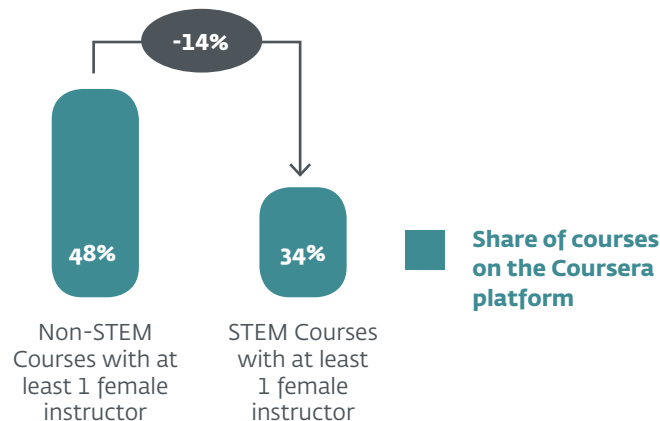 -14%
48%
34%
Share of courses
on the Coursera
platform
Non-STEM
Courses with at
least 1 female
instructor
STEM Courses
with at least
1 female
instructor